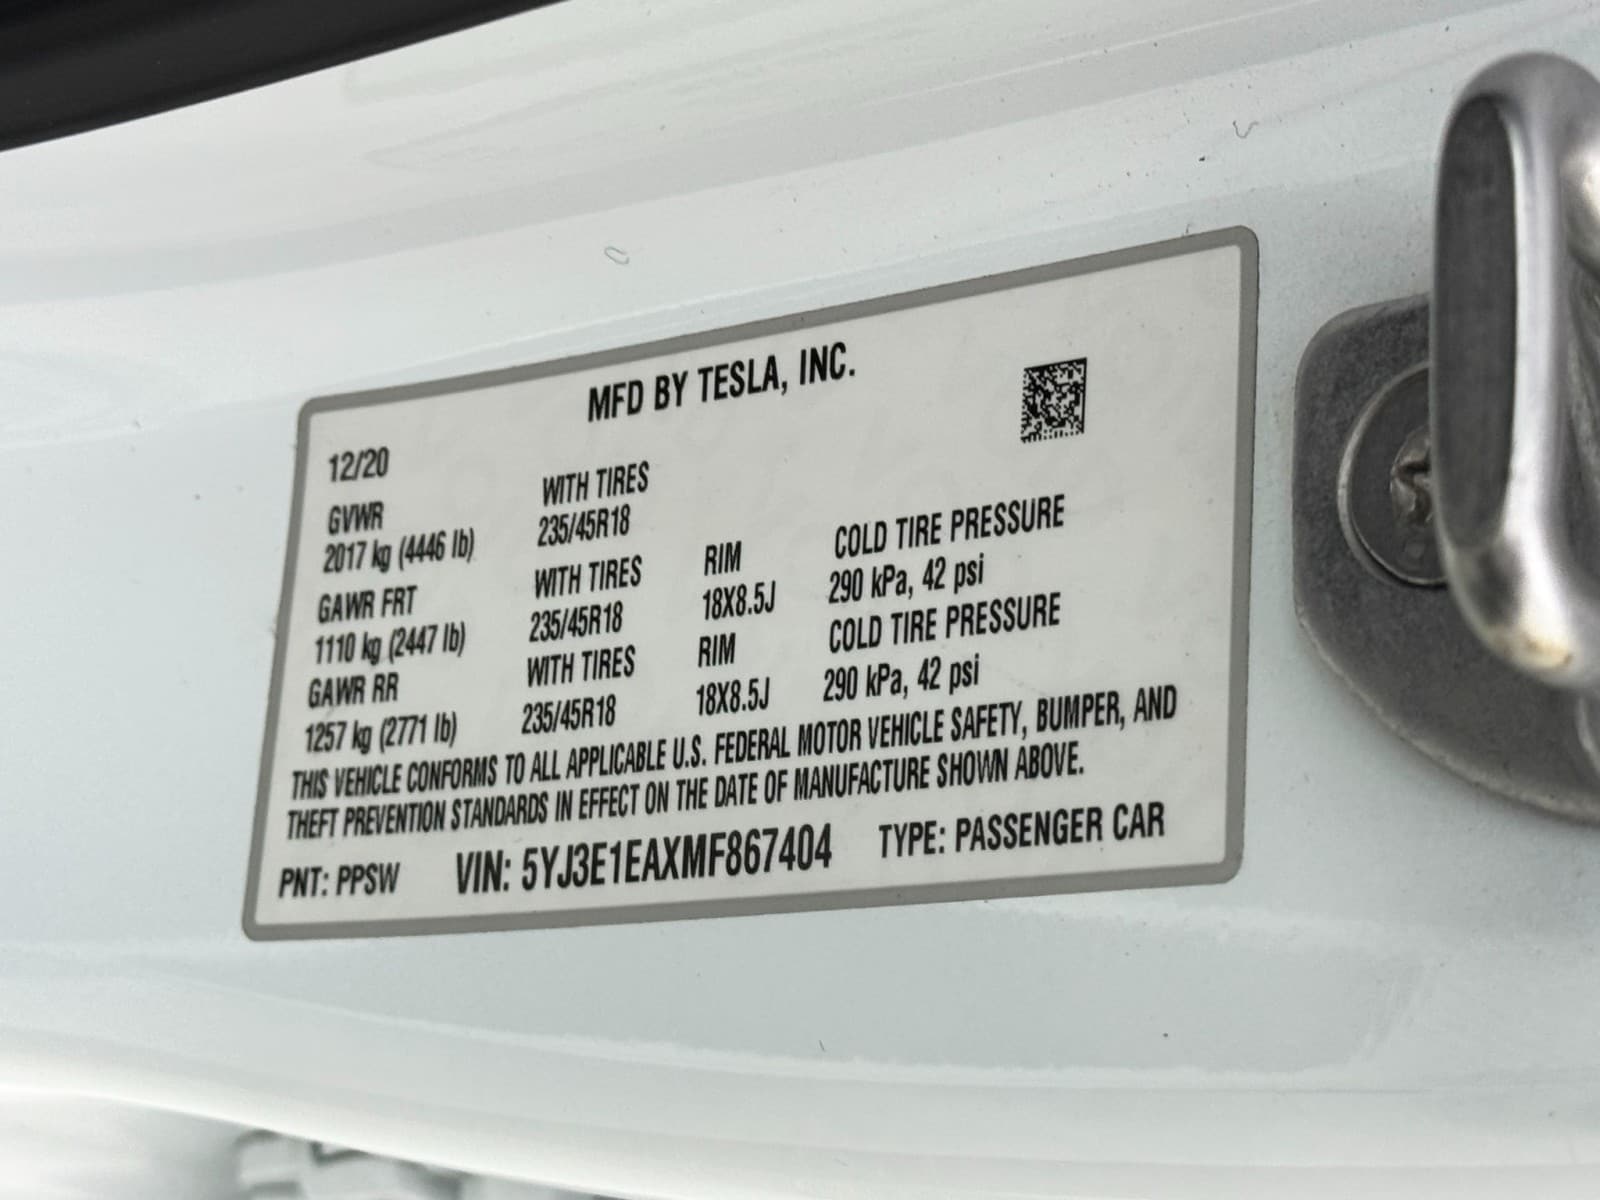 MFD BY TESLA, INC.
12/20
GVWR WITH TIRES
2017 kg (4446 lb) 235/45R18
GAWR FRT WITH TIRES RIM COLD TIRE PRESSURE
1110 kg (2447 lb) 235/45R18 18X8.5J 290 kPa, 42 psi
GAWR RR WITH TIRES RIM COLD TIRE PRESSURE
1257 kg (2771 lb) 235/45R18 18X8.5J 290 kPa, 42 psi
THIS VEHICLE CONFORMS TO ALL APPLICABLE U.S. FEDERAL MOTOR VEHICLE SAFETY, BUMPER, AND
THEFT PREVENTION STANDARDS IN EFFECT ON THE DATE OF MANUFACTURE SHOWN ABOVE.
PNT: PPSW VIN: 5YJ3E1EAXMF867404 TYPE: PASSENGER CAR